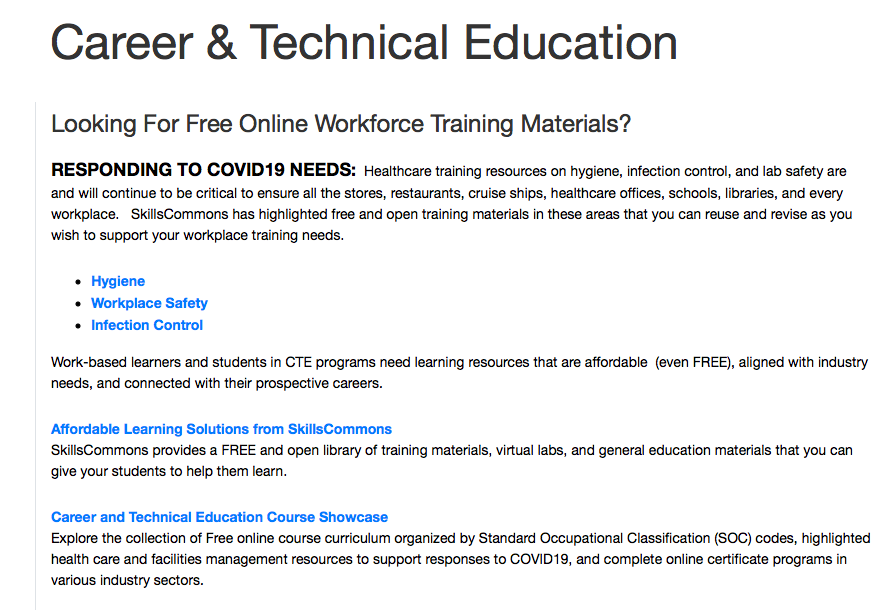 Career & Technical Education
Looking For Free Online Workforce Training Materials?
RESPONDING TO COVID19 NEEDS: Healthcare training resources on hygiene, infection control, and lab safety are
and will continue to be critical to ensure all the stores, restaurants, cruise ships, healthcare offices, schools, libraries, and every
workplace. SkillsCommons has highlighted free and open training materials in these areas that you can reuse and revise as you
wish to support your workplace training needs.
• Hygiene
• Workplace Safety
• Infection Control
Work-based learners and students in CTE programs need learning resources that are affordable (even FREE), aligned with industry
needs, and connected with their prospective careers.
Affordable Learning Solutions from SkillsCommons
SkillsCommons provides a FREE and open library of training materials, virtual labs, and general education materials that you can
give your students to help them learn.
Career and Technical Education Course Showcase
Explore the collection of Free online course curriculum organized by Standard Occupational Classification (SOC) codes, highlighted
health care and facilities management resources to support responses to COVID19, and complete online certificate programs in
various industry sectors.